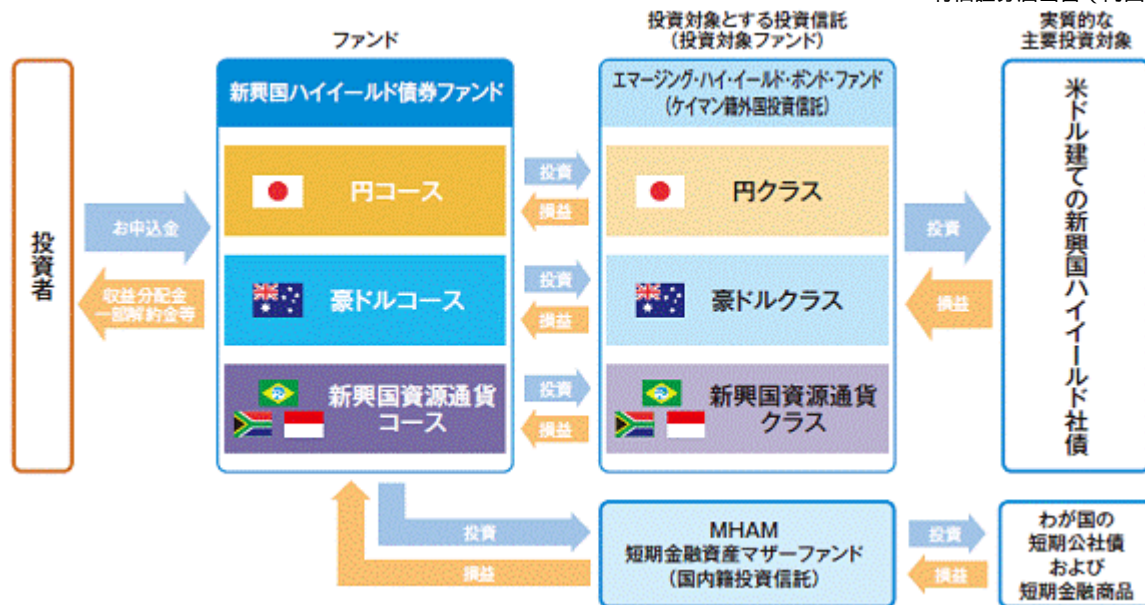 ファンド
投資対象とする投資信託
(投資対象ファンド)
実質的な
主要投資対象
投資者
お申込金
収益分配金
一部解約金等
新興国ハイイールド債券ファンド
円コース
豪ドルコース
新興国資源通貨
コース
投資
損益
投資
損益
投資
損益
エマージング・ハイ・イールド・ボンド・ファンド
(ケイマン籍外国投資信託)
円クラス
豪ドルクラス
新興国資源通貨
クラス
投資
損益
米ドル建ての新興国ハイイールド社債
投資
損益
MHAM
短期金融資産マザーファンド
(国内籍投資信託)
投資
損益
わが国の
短期公社債
および
短期金融商品